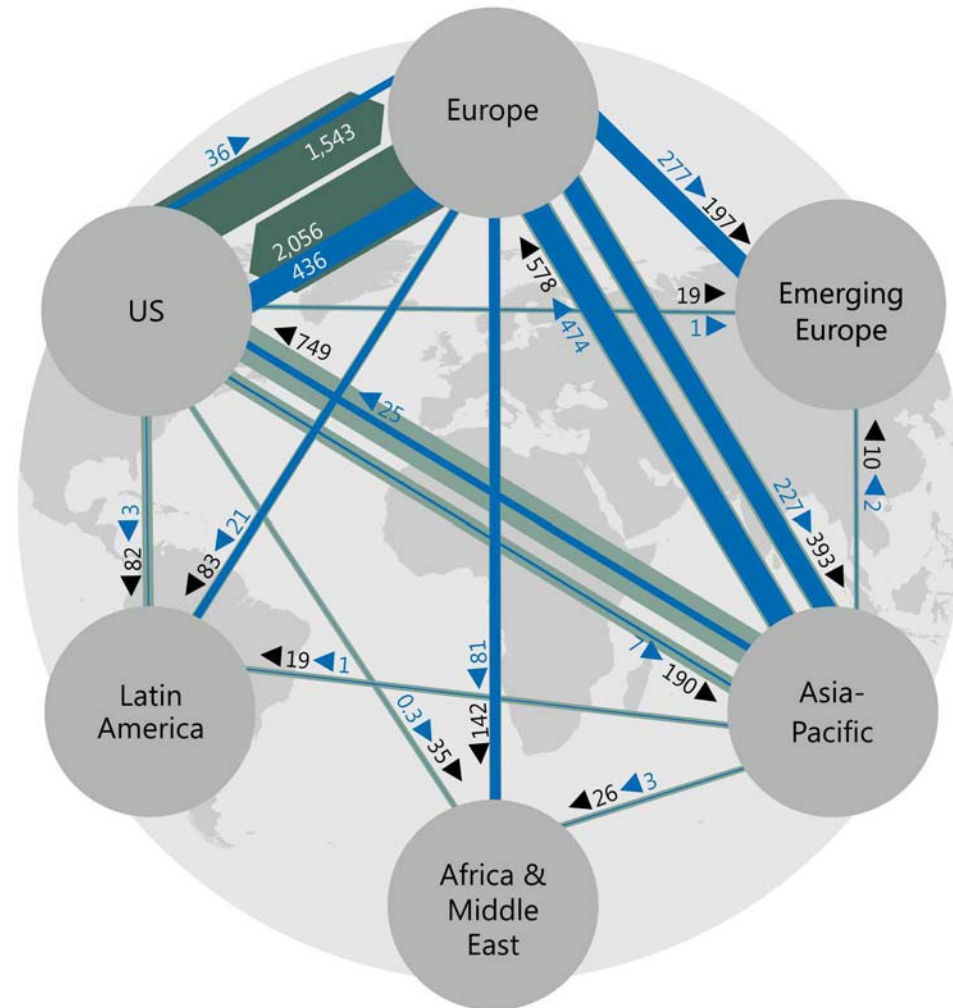 Europe
36
1,543
2,056
436
277
197
US
Emerging
Europe
19
1
578
474
749
25
10
2
3
82
21
83
227
393
81
142
7
190
19
1
0.3
35
3
26
Latin
America
Asia-
Pacific
Africa &
Middle
East